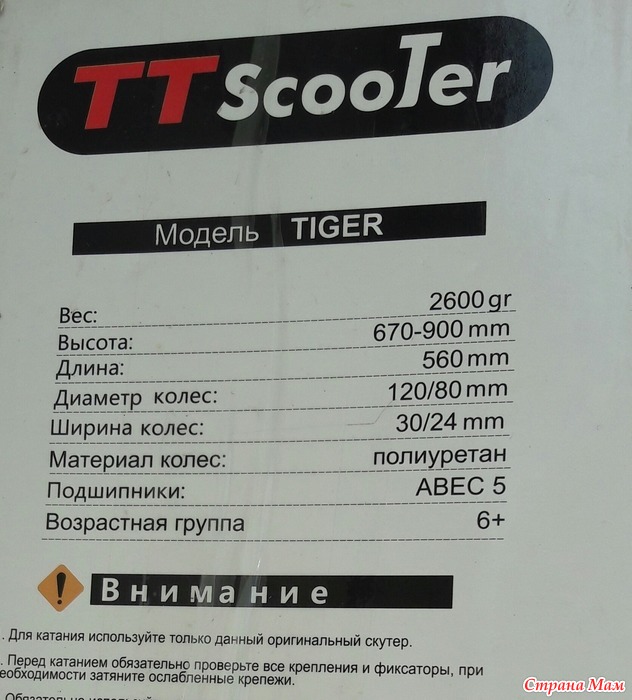 TT ScooTer
Модель TIGER
Вес: 2600 gr
Высота: 670-900 mm
Длина: 560 mm
Диаметр колес: 120/80 mm
Ширина колес: 30/24 mm
Материал колес: полиуретан
Подшипники: ABEC 5
Возрастная группа 6+
! Внимание
. Для катания используйте только данный оригинальный скутер.
. Перед катанием обязательно проверьте все крепления и фиксаторы, при
еобходимости затяните ослабленные крепежи.
Страна Мам